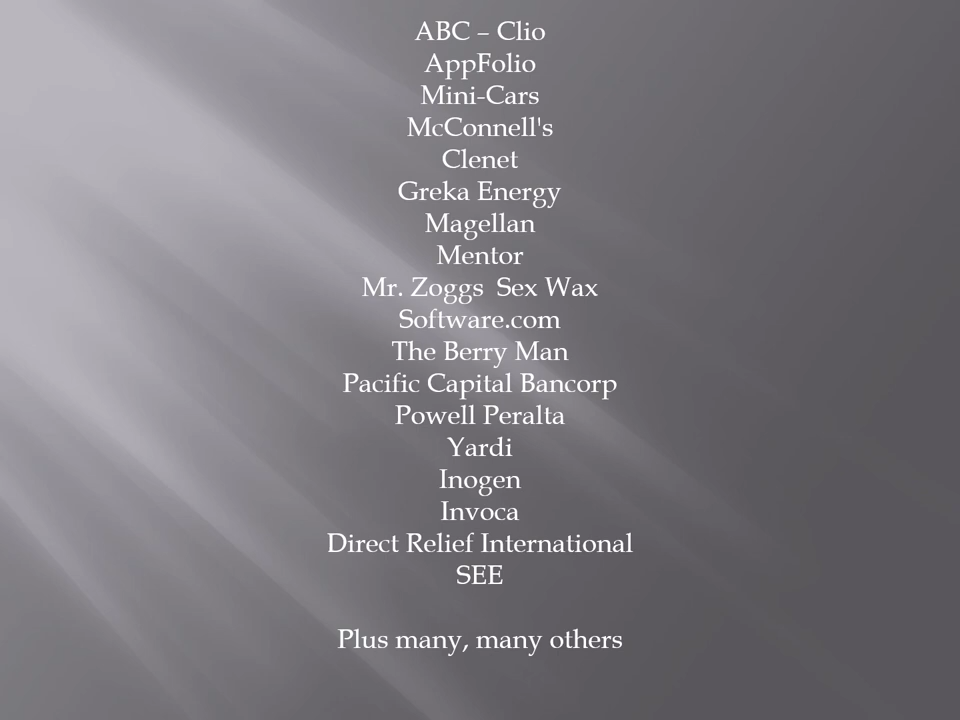 ABC – Clio
AppFolio
Mini-Cars
McConnell's
Clenet
Greka Energy
Magellan
Mentor
Mr. Zoggs  Sex Wax
Software.com
The Berry Man
Pacific Capital Bancorp
Powell Peralta
Yardi
Inogen
Invoca
Direct Relief International
SEE
Plus many, many others